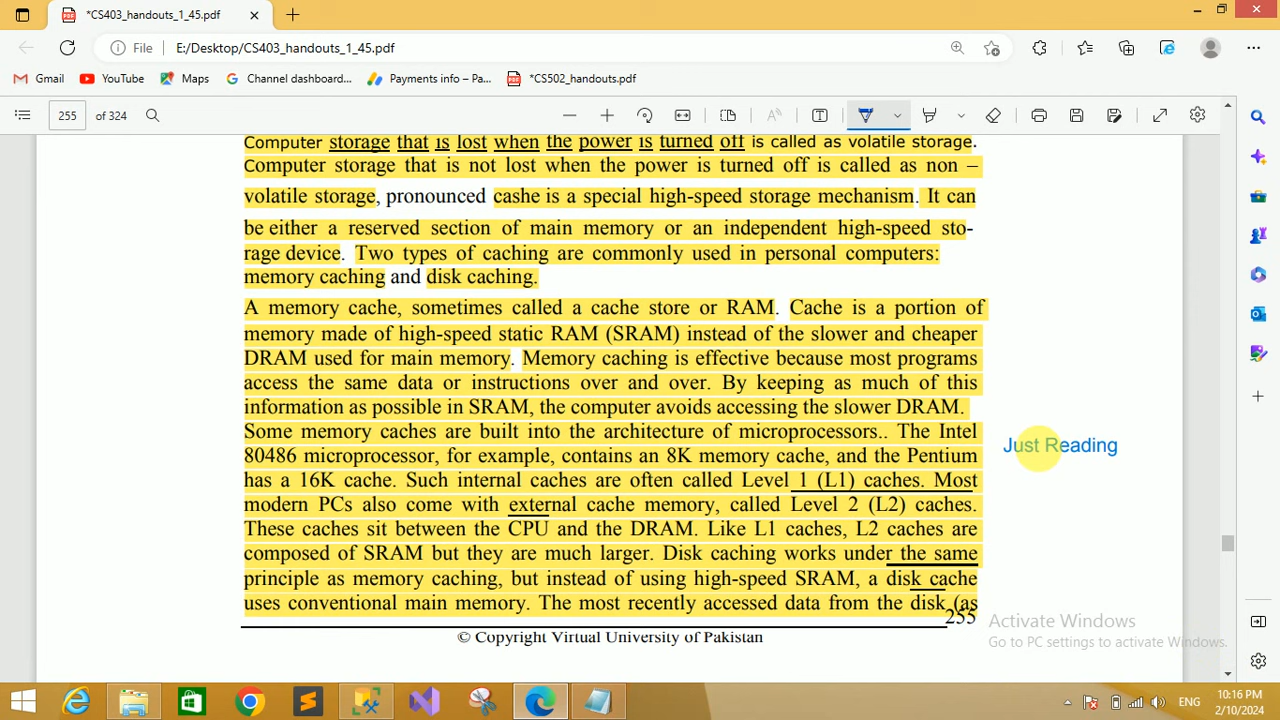 *CS403_handouts_1_45.pdf
File
E:/Desktop/CS403_handouts_1_45.pdf
Gmail YouTube Maps Channel dashboard... Payments info – Pa... *CS502_handouts.pdf
255 of 324
Computer storage that is lost when the power is turned off is called as volatile storage.
Computer storage that is not lost when the power is turned off is called as non –
volatile storage, pronounced cashe is a special high-speed storage mechanism. It can
be either a reserved section of main memory or an independent high-speed sto-
rage device. Two types of caching are commonly used in personal computers:
memory caching and disk caching.
A memory cache, sometimes called a cache store or RAM. Cache is a portion of
memory made of high-speed static RAM (SRAM) instead of the slower and cheaper
DRAM used for main memory. Memory caching is effective because most programs
access the same data or instructions over and over. By keeping as much of this
information as possible in SRAM, the computer avoids accessing the slower DRAM.
Some memory caches are built into the architecture of microprocessors.. The Intel
80486 microprocessor, for example, contains an 8K memory cache, and the Pentium
has a 16K cache. Such internal caches are often called Level 1 (L1) caches. Most
modern PCs also come with external cache memory, called Level 2 (L2) caches.
These caches sit between the CPU and the DRAM. Like L1 caches, L2 caches are
composed of SRAM but they are much larger. Disk caching works under the same
principle as memory caching, but instead of using high-speed SRAM, a disk cache
uses conventional main memory. The most recently accessed data from the disk (as
255
© Copyright Virtual University of Pakistan
Just Reading
Activate Windows
Go to PC settings to activate Windows.
ENG
10:16 PM
2/10/2024